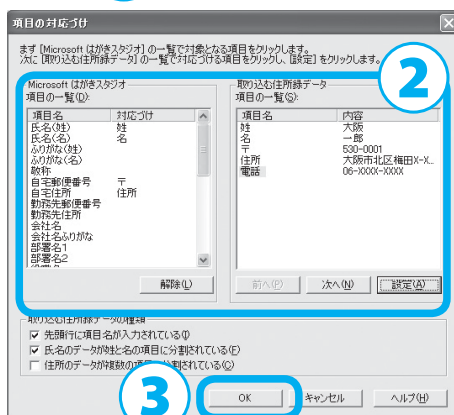 項目の対応づけ
まず [Microsoft はがきスタジオ] の一覧で対象となる項目をクリックします。
次に [取り込む住所録データ] の一覧で対応づける項目をクリックし、[設定] をクリックします。
2
Microsoft はがきスタジオ
項目の一覧(D):
項目名 対応づけ
氏名(姓) 姓
氏名(名) 名
ふりがな(姓)
ふりがな(名)
敬称
自宅郵便番号 〒
自宅住所 住所
勤務先郵便番号
勤務先住所
会社名
会社名ふりがな
部署名1
部署名2
解除(L)
取り込む住所録データ
項目の一覧(S):
項目名 内容
姓 大阪
名 一郎
〒 530-0001
住所 大阪市北区梅田X-X...
電話 06-XXXX-XXXX
前へ(P) 次へ(N) 設定(A)
取り込む住所録データの種類
先頭行に項目名が入力されている(I)
氏名のデータが姓と名の項目に分割されている(F)
住所のデータが複数の項目に分割されている(C)
3
OK キャンセル ヘルプ(H)